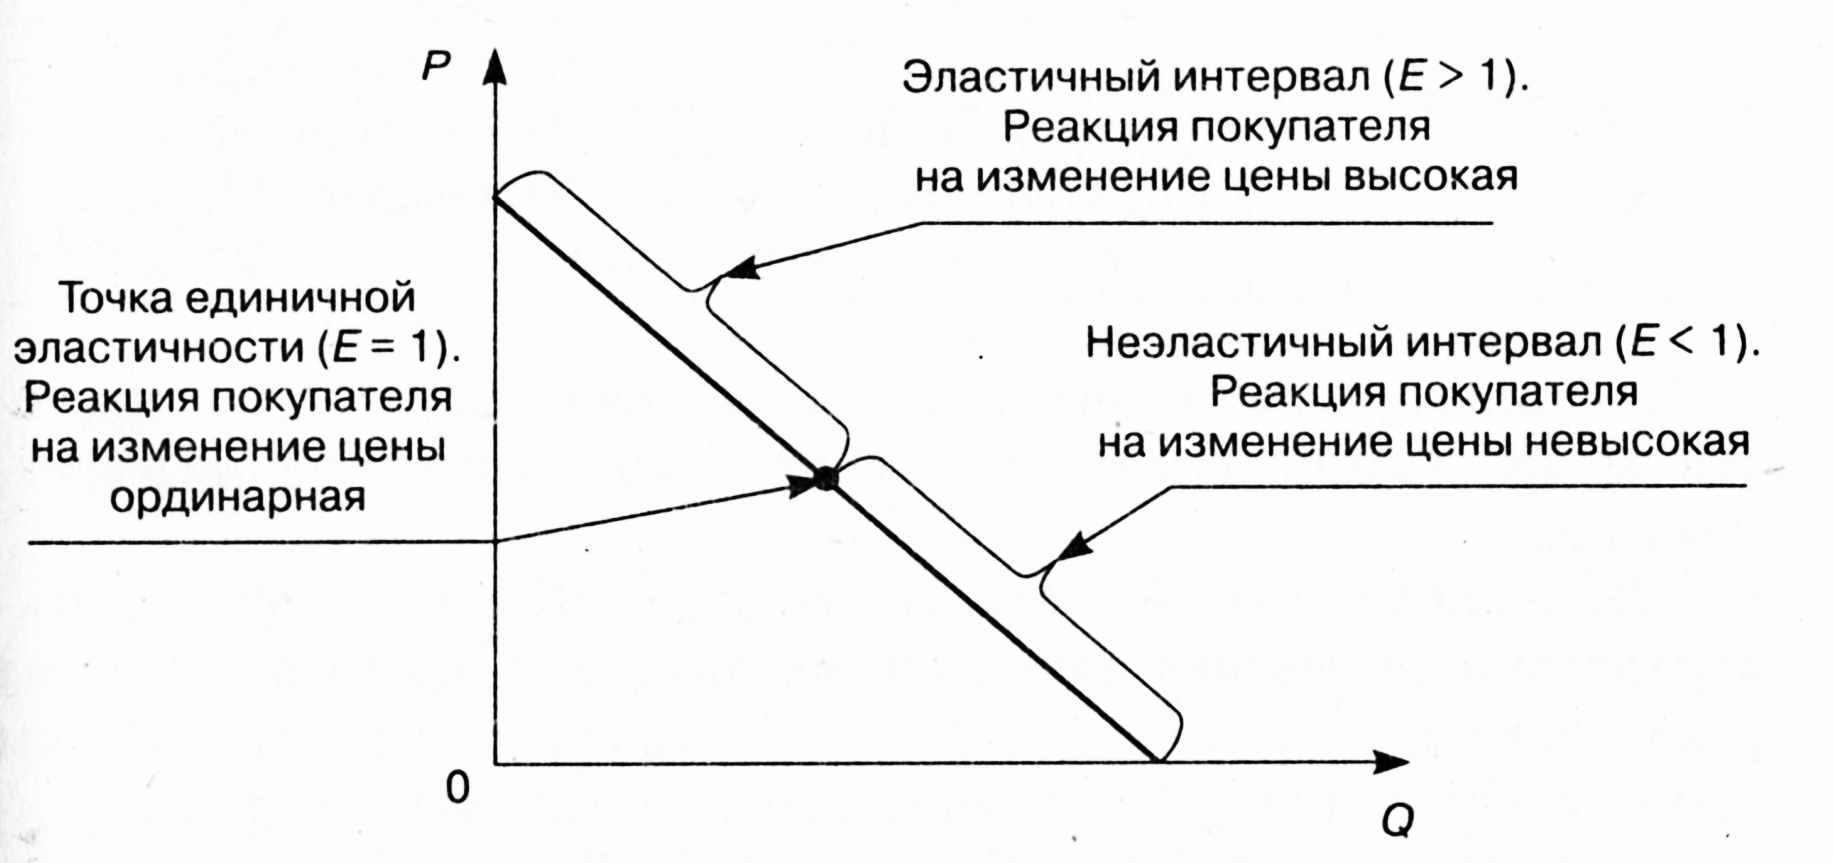 P
Эластичный интервал (E > 1).
Реакция покупателя
на изменение цены высокая
Точка единичной
эластичности (E = 1).
Реакция покупателя
на изменение цены
ординарная
Неэластичный интервал (E < 1).
Реакция покупателя
на изменение цены невысокая
0
Q